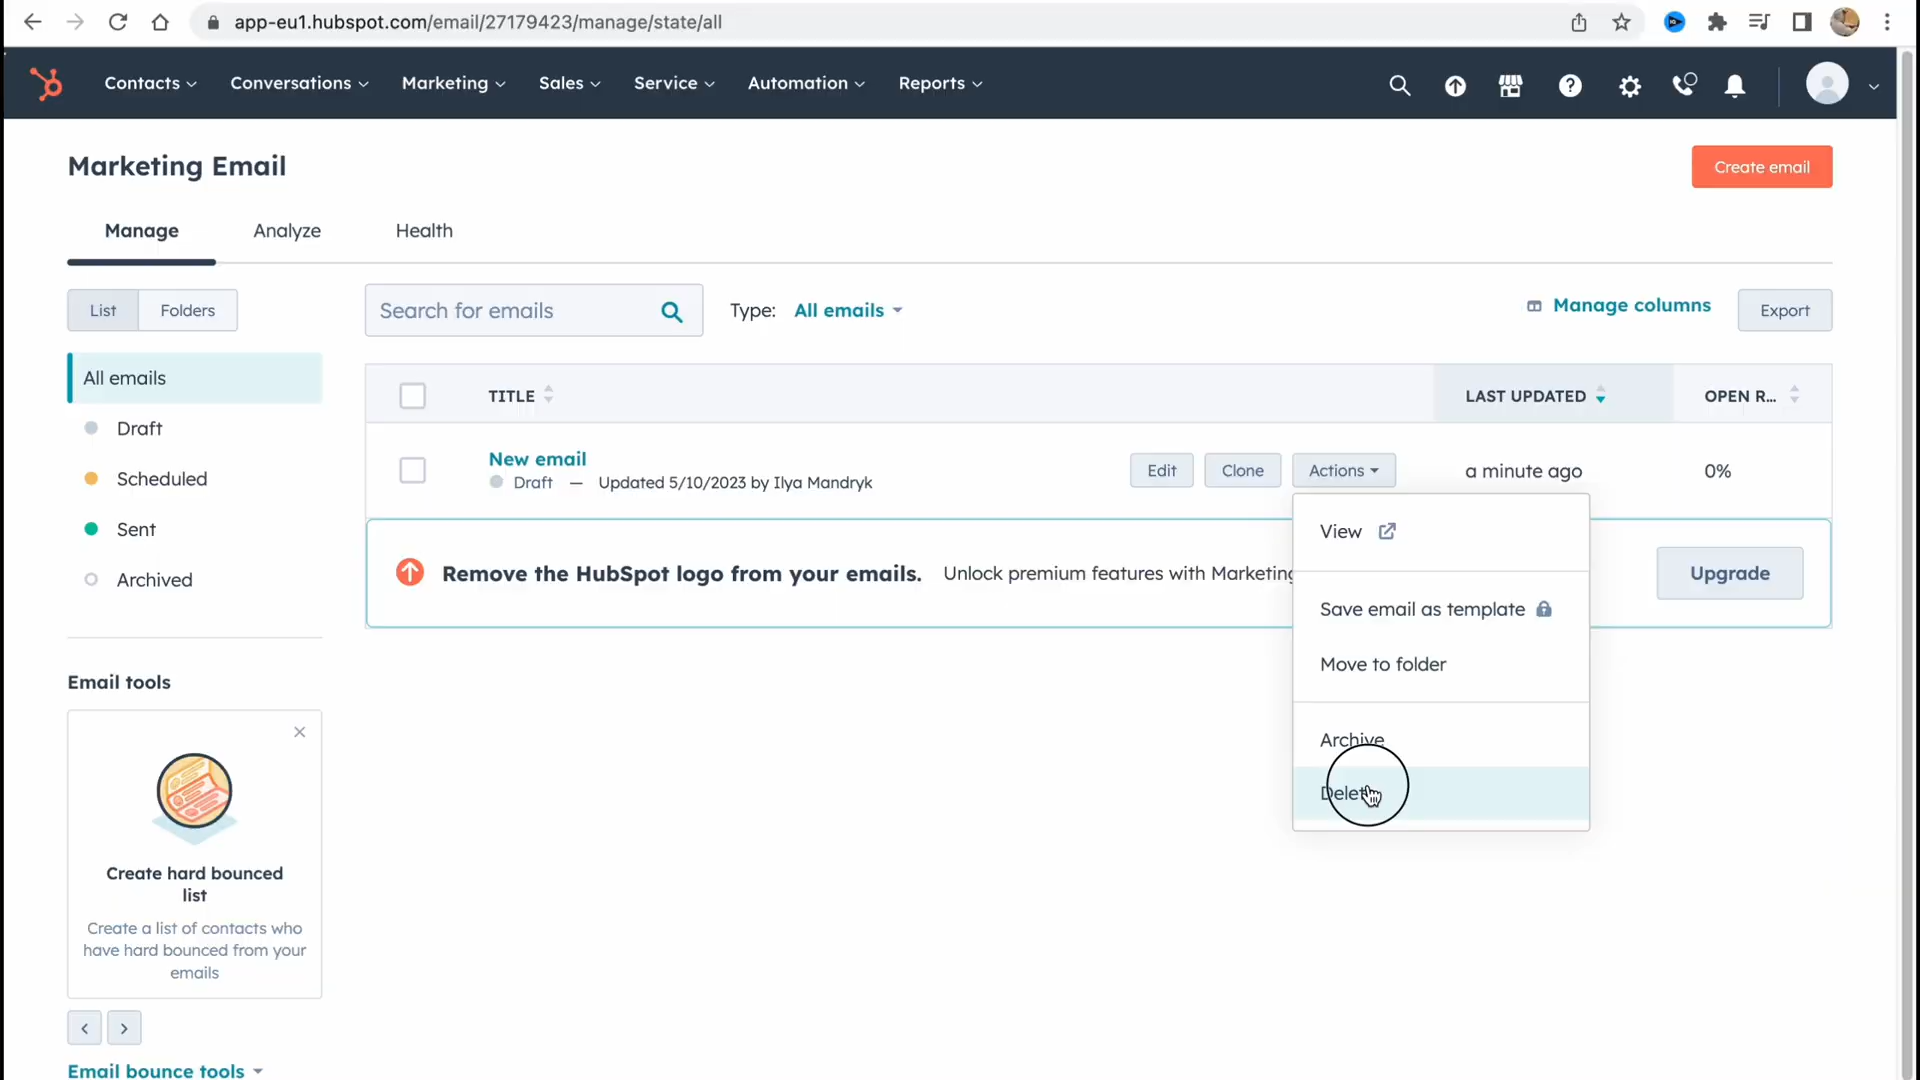 app-eu1.hubspot.com/email/27179423/manage/state/all
Contacts
Conversations
Marketing
Sales
Service
Automation
Reports
Marketing Email
Create email
Manage
Analyze
Health
List
Folders
Search for emails
Type:
All emails
Manage columns
Export
All emails
Draft
Scheduled
Sent
Archived
TITLE
LAST UPDATED
OPEN R...
New email
Draft — Updated 5/10/2023 by Ilya Mandryk
Edit
Clone
Actions
a minute ago
0%
Remove the HubSpot logo from your emails.
Unlock premium features with Marketing
Upgrade
View
Save email as template
Move to folder
Archive
Delete
Email tools
Create hard bounced
list
Create a list of contacts who
have hard bounced from your
emails
Email bounce tools